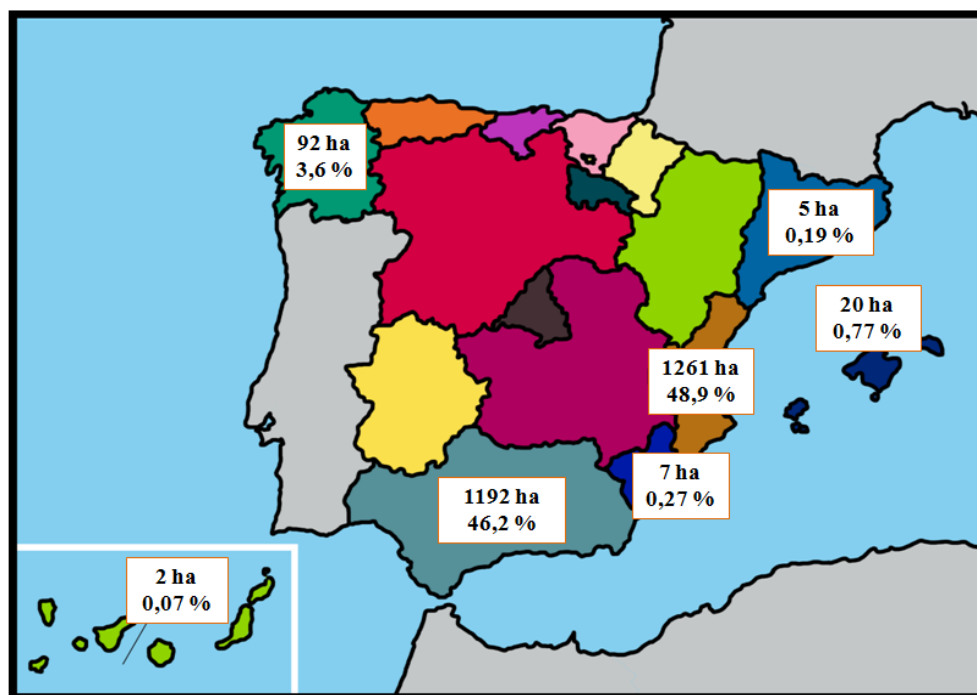 92 ha
3,6 %
5 ha
0,19 %
20 ha
0,77 %
1261 ha
48,9 %
7 ha
0,27 %
1192 ha
46,2 %
2 ha
0,07 %